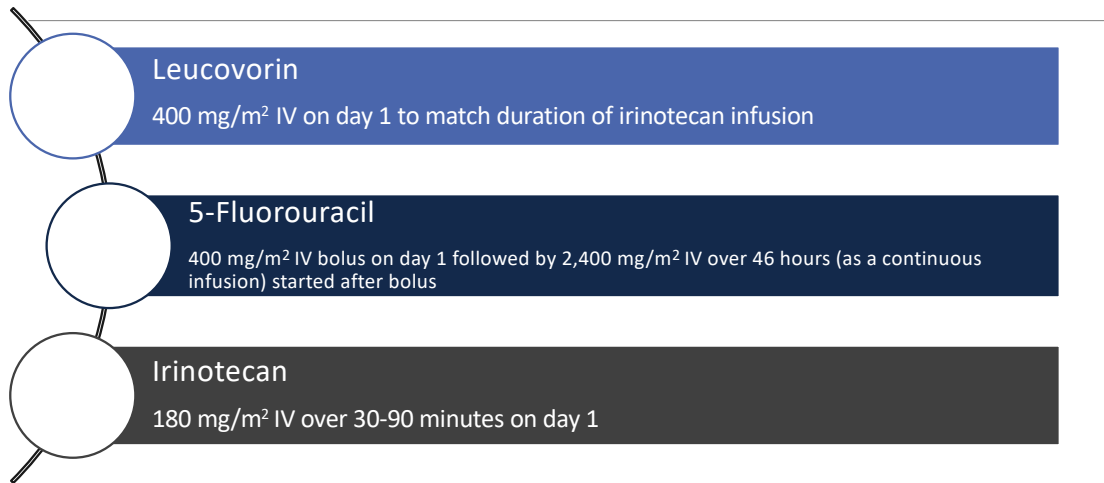 Leucovorin
400 mg/m² IV on day 1 to match duration of irinotecan infusion
5-Fluorouracil
400 mg/m² IV bolus on day 1 followed by 2,400 mg/m² IV over 46 hours (as a continuous
infusion) started after bolus
Irinotecan
180 mg/m² IV over 30-90 minutes on day 1